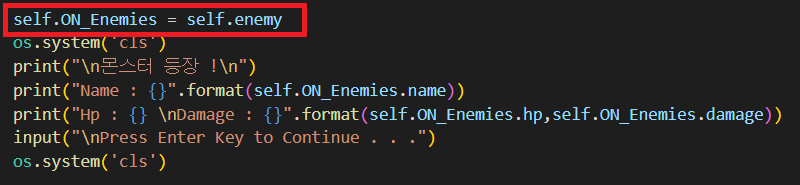 self.ON_Enemies = self.enemy
os.system('cls')
print("\n몬스터 등장 !\n")
print("Name : {}".format(self.ON_Enemies.name))
print("Hp : {} \nDamage : {}".format(self.ON_Enemies.hp,self.ON_Enemies.damage))
input("\nPress Enter Key to Continue . . .")
os.system('cls')